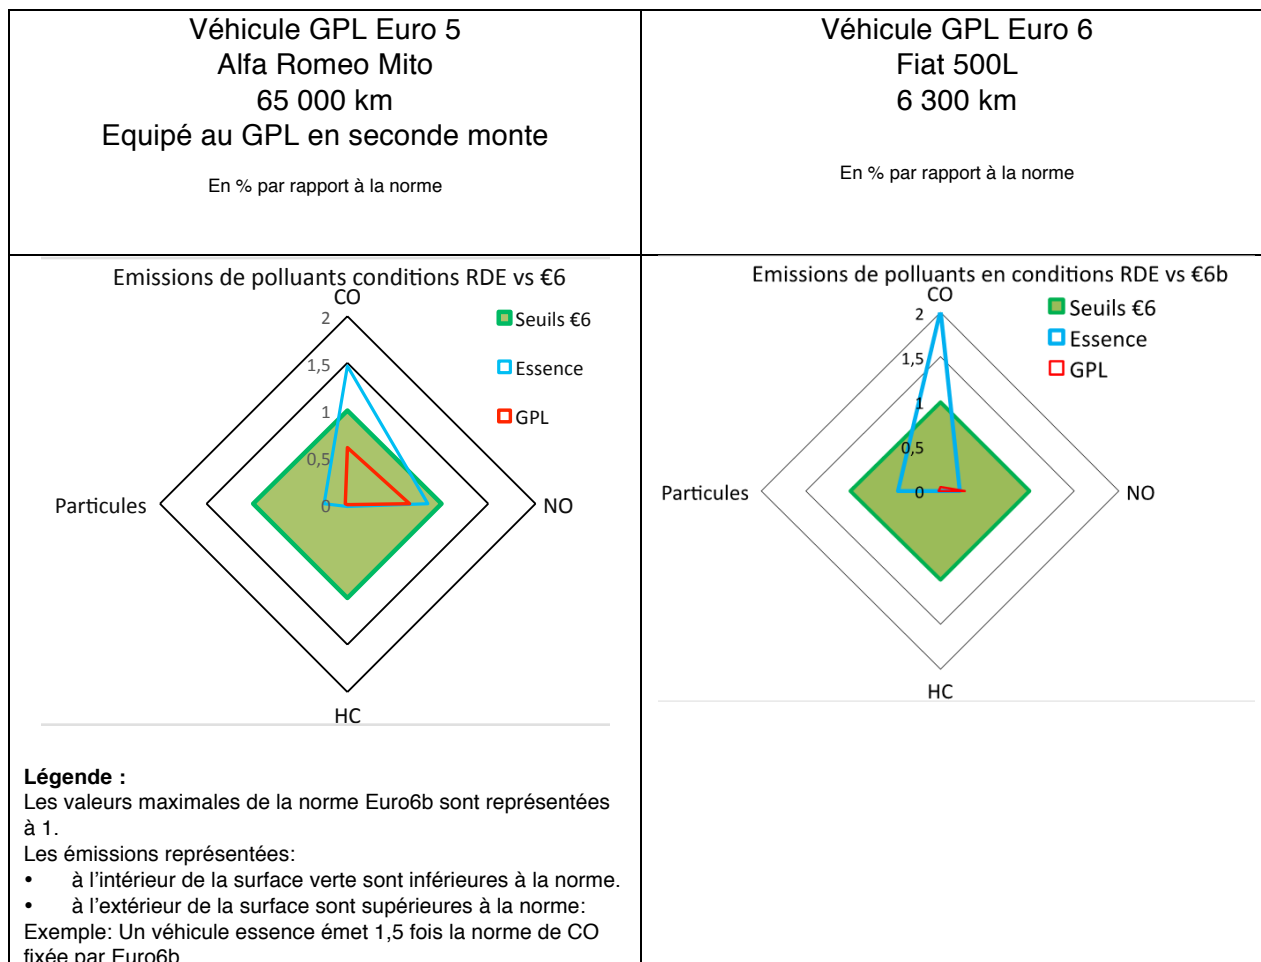 Véhicule GPL Euro 5
Alfa Romeo Mito
65 000 km
Equipé au GPL en seconde monte
En % par rapport à la norme
Véhicule GPL Euro 6
Fiat 500L
6 300 km
En % par rapport à la norme
Emissions de polluants conditions RDE vs €6
CO
2
1,5
1
0,5
0
Particules
NO
HC
Seuils €6
Essence
GPL
Emissions de polluants en conditions RDE vs €6b
CO
2
1,5
1
0,5
0
Particules
NO
HC
Seuils €6
Essence
GPL
Légende :
Les valeurs maximales de la norme Euro6b sont représentées
à 1.
Les émissions représentées:
• à l’intérieur de la surface verte sont inférieures à la norme.
• à l’extérieur de la surface sont supérieures à la norme:
Exemple: Un véhicule essence émet 1,5 fois la norme de CO
fixée par Euro6b